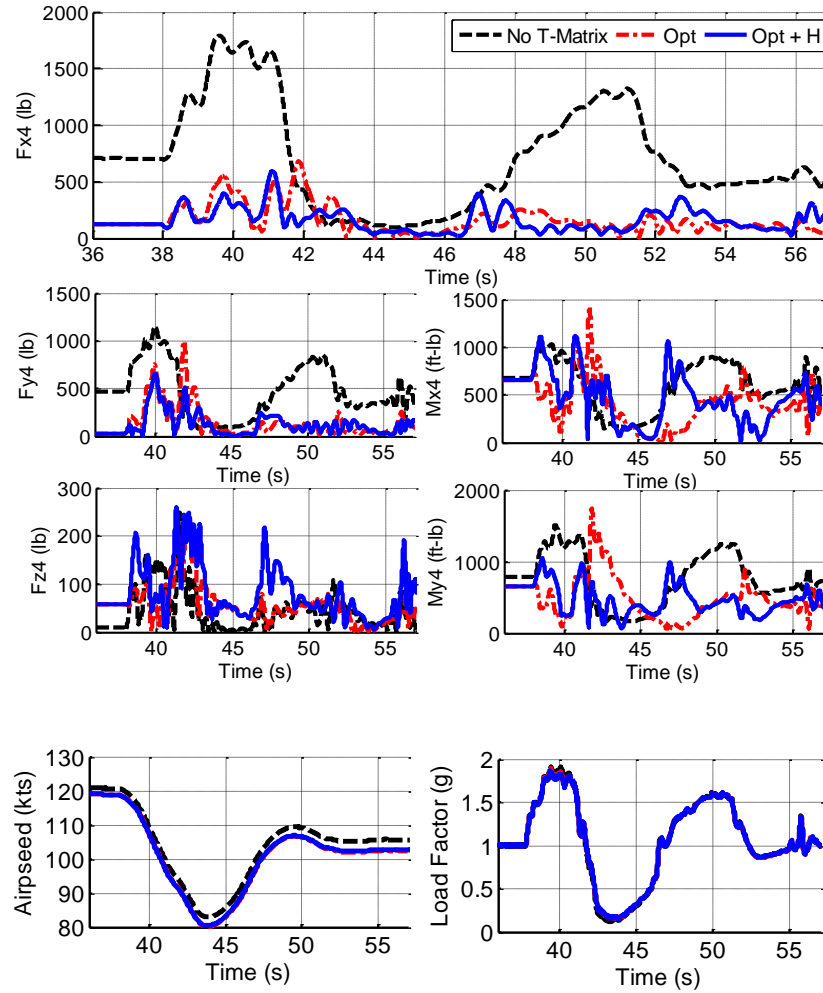 No T-Matrix Opt Opt + H
Fx4 (lb)
2000
1500
1000
500
0
36 38 40 42 44 46 48 50 52 54 56
Time (s)
Fy4 (lb)
1500
1000
500
0
40 45 50 55
Time (s)
Mx4 (ft-lb)
1500
1000
500
0
40 45 50 55
Time (s)
Fz4 (lb)
300
200
100
0
40 45 50 55
Time (s)
My4 (ft-lb)
2000
1000
0
40 45 50 55
Time (s)
Airpseed (kts)
130
120
110
100
90
80
40 45 50 55
Time (s)
Load Factor (g)
2
1.5
1
0.5
0
40 45 50 55
Time (s)